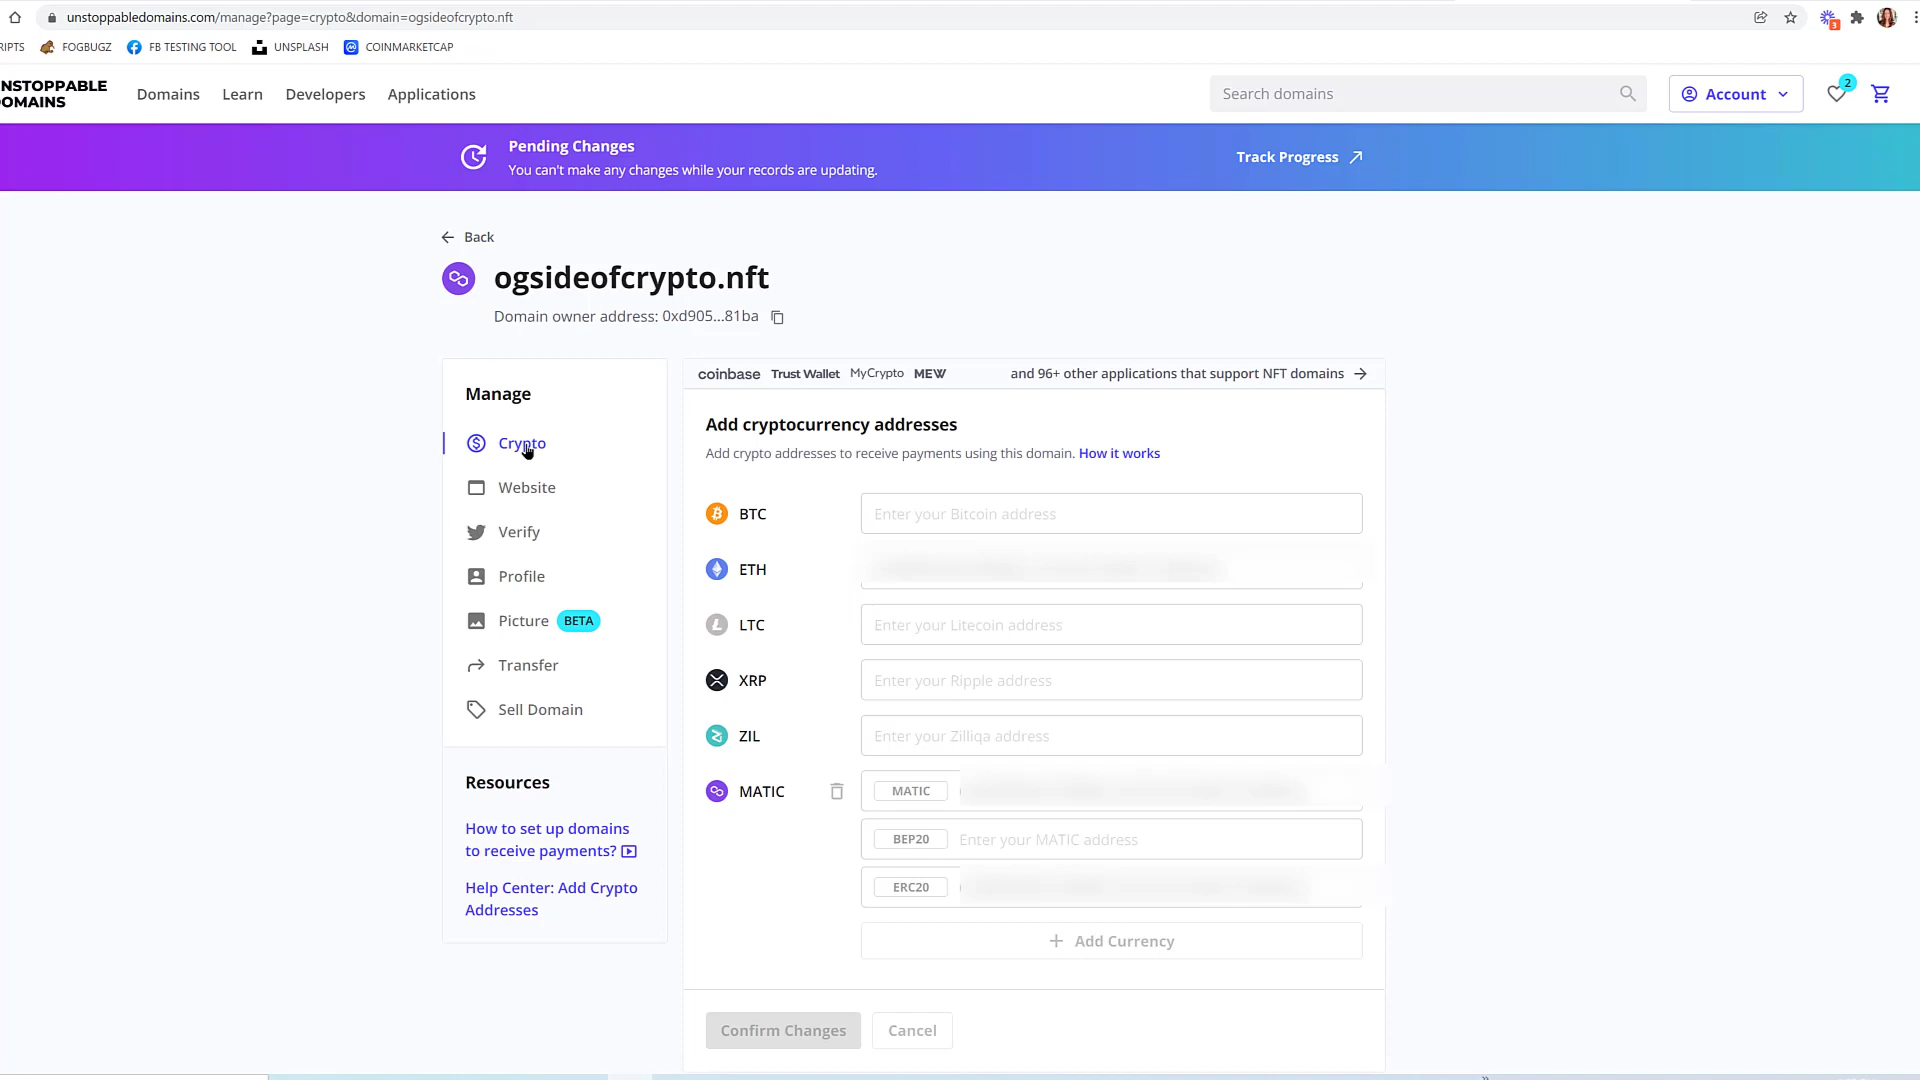 unstoppabledomains.com/manage?page=crypto&domain=ogsideofcrypto.nft
3
RIPTS FOGBUGZ FB TESTING TOOL UNSPLASH COINMARKETCAP
NSTOPPABLE
OMAINS
Domains Learn Developers Applications
Search domains
Account
2
Pending Changes
You can't make any changes while your records are updating.
Track Progress
Back
ogsideofcrypto.nft
Domain owner address: 0xd905...81ba
Manage
Crypto
Website
Verify
Profile
Picture BETA
Transfer
Sell Domain
Resources
How to set up domains
to receive payments?
Help Center: Add Crypto
Addresses
coinbase Trust Wallet MyCrypto MEW and 96+ other applications that support NFT domains
Add cryptocurrency addresses
Add crypto addresses to receive payments using this domain. How it works
BTC Enter your Bitcoin address
ETH
LTC Enter your Litecoin address
XRP Enter your Ripple address
ZIL Enter your Zilliqa address
MATIC MATIC
BEP20 Enter your MATIC address
ERC20
+ Add Currency
Confirm Changes Cancel